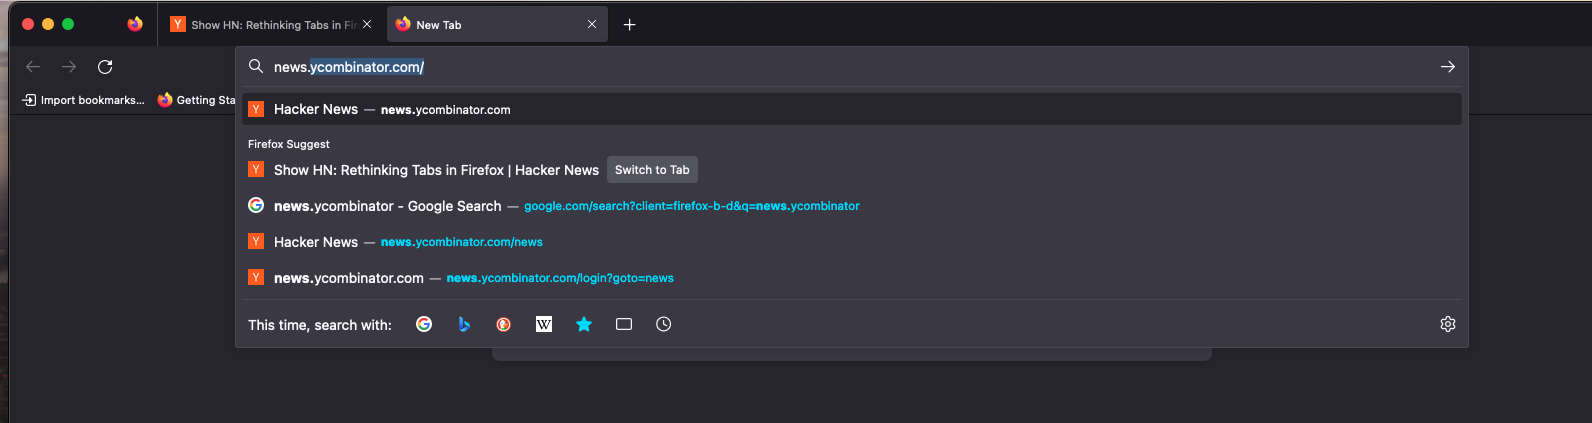 Show HN: Rethinking Tabs in Fir
New Tab
news.ycombinator.com/
Import bookmarks...
Getting Sta
Hacker News — news.ycombinator.com
Firefox Suggest
Show HN: Rethinking Tabs in Firefox | Hacker News Switch to Tab
news.ycombinator - Google Search — google.com/search?client=firefox-b-d&q=news.ycombinator
Hacker News — news.ycombinator.com/news
news.ycombinator.com — news.ycombinator.com/login?goto=news
This time, search with: